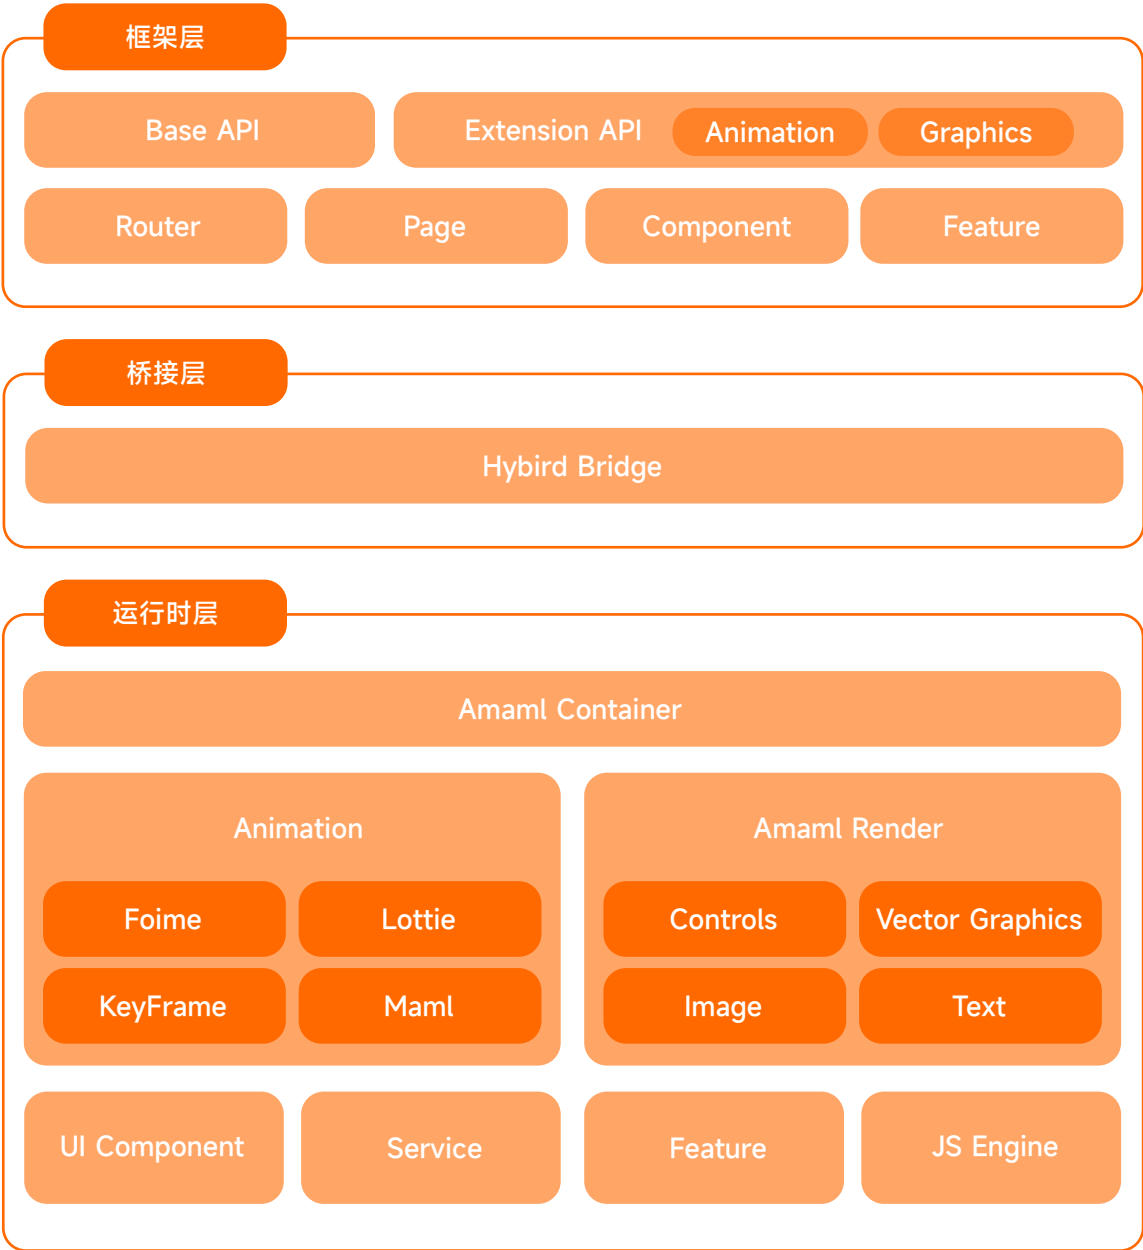 框架层
Base API
Extension API
Animation
Graphics
Router
Page
Component
Feature
桥接层
Hybird Bridge
运行时层
Amaml Container
Animation
Amaml Render
Foime
Lottie
Controls
Vector Graphics
KeyFrame
Maml
Image
Text
UI Component
Service
Feature
JS Engine